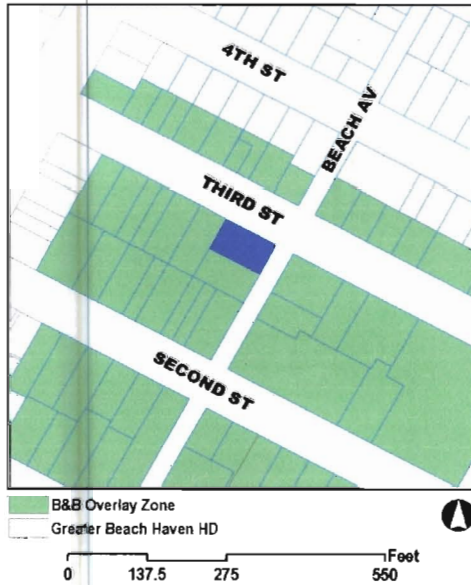 4TH ST
BEACH AV
THIRD ST
SECOND ST
B&B Overlay Zone
Greater Beach Haven HD
Feet
0 137.5 275 550